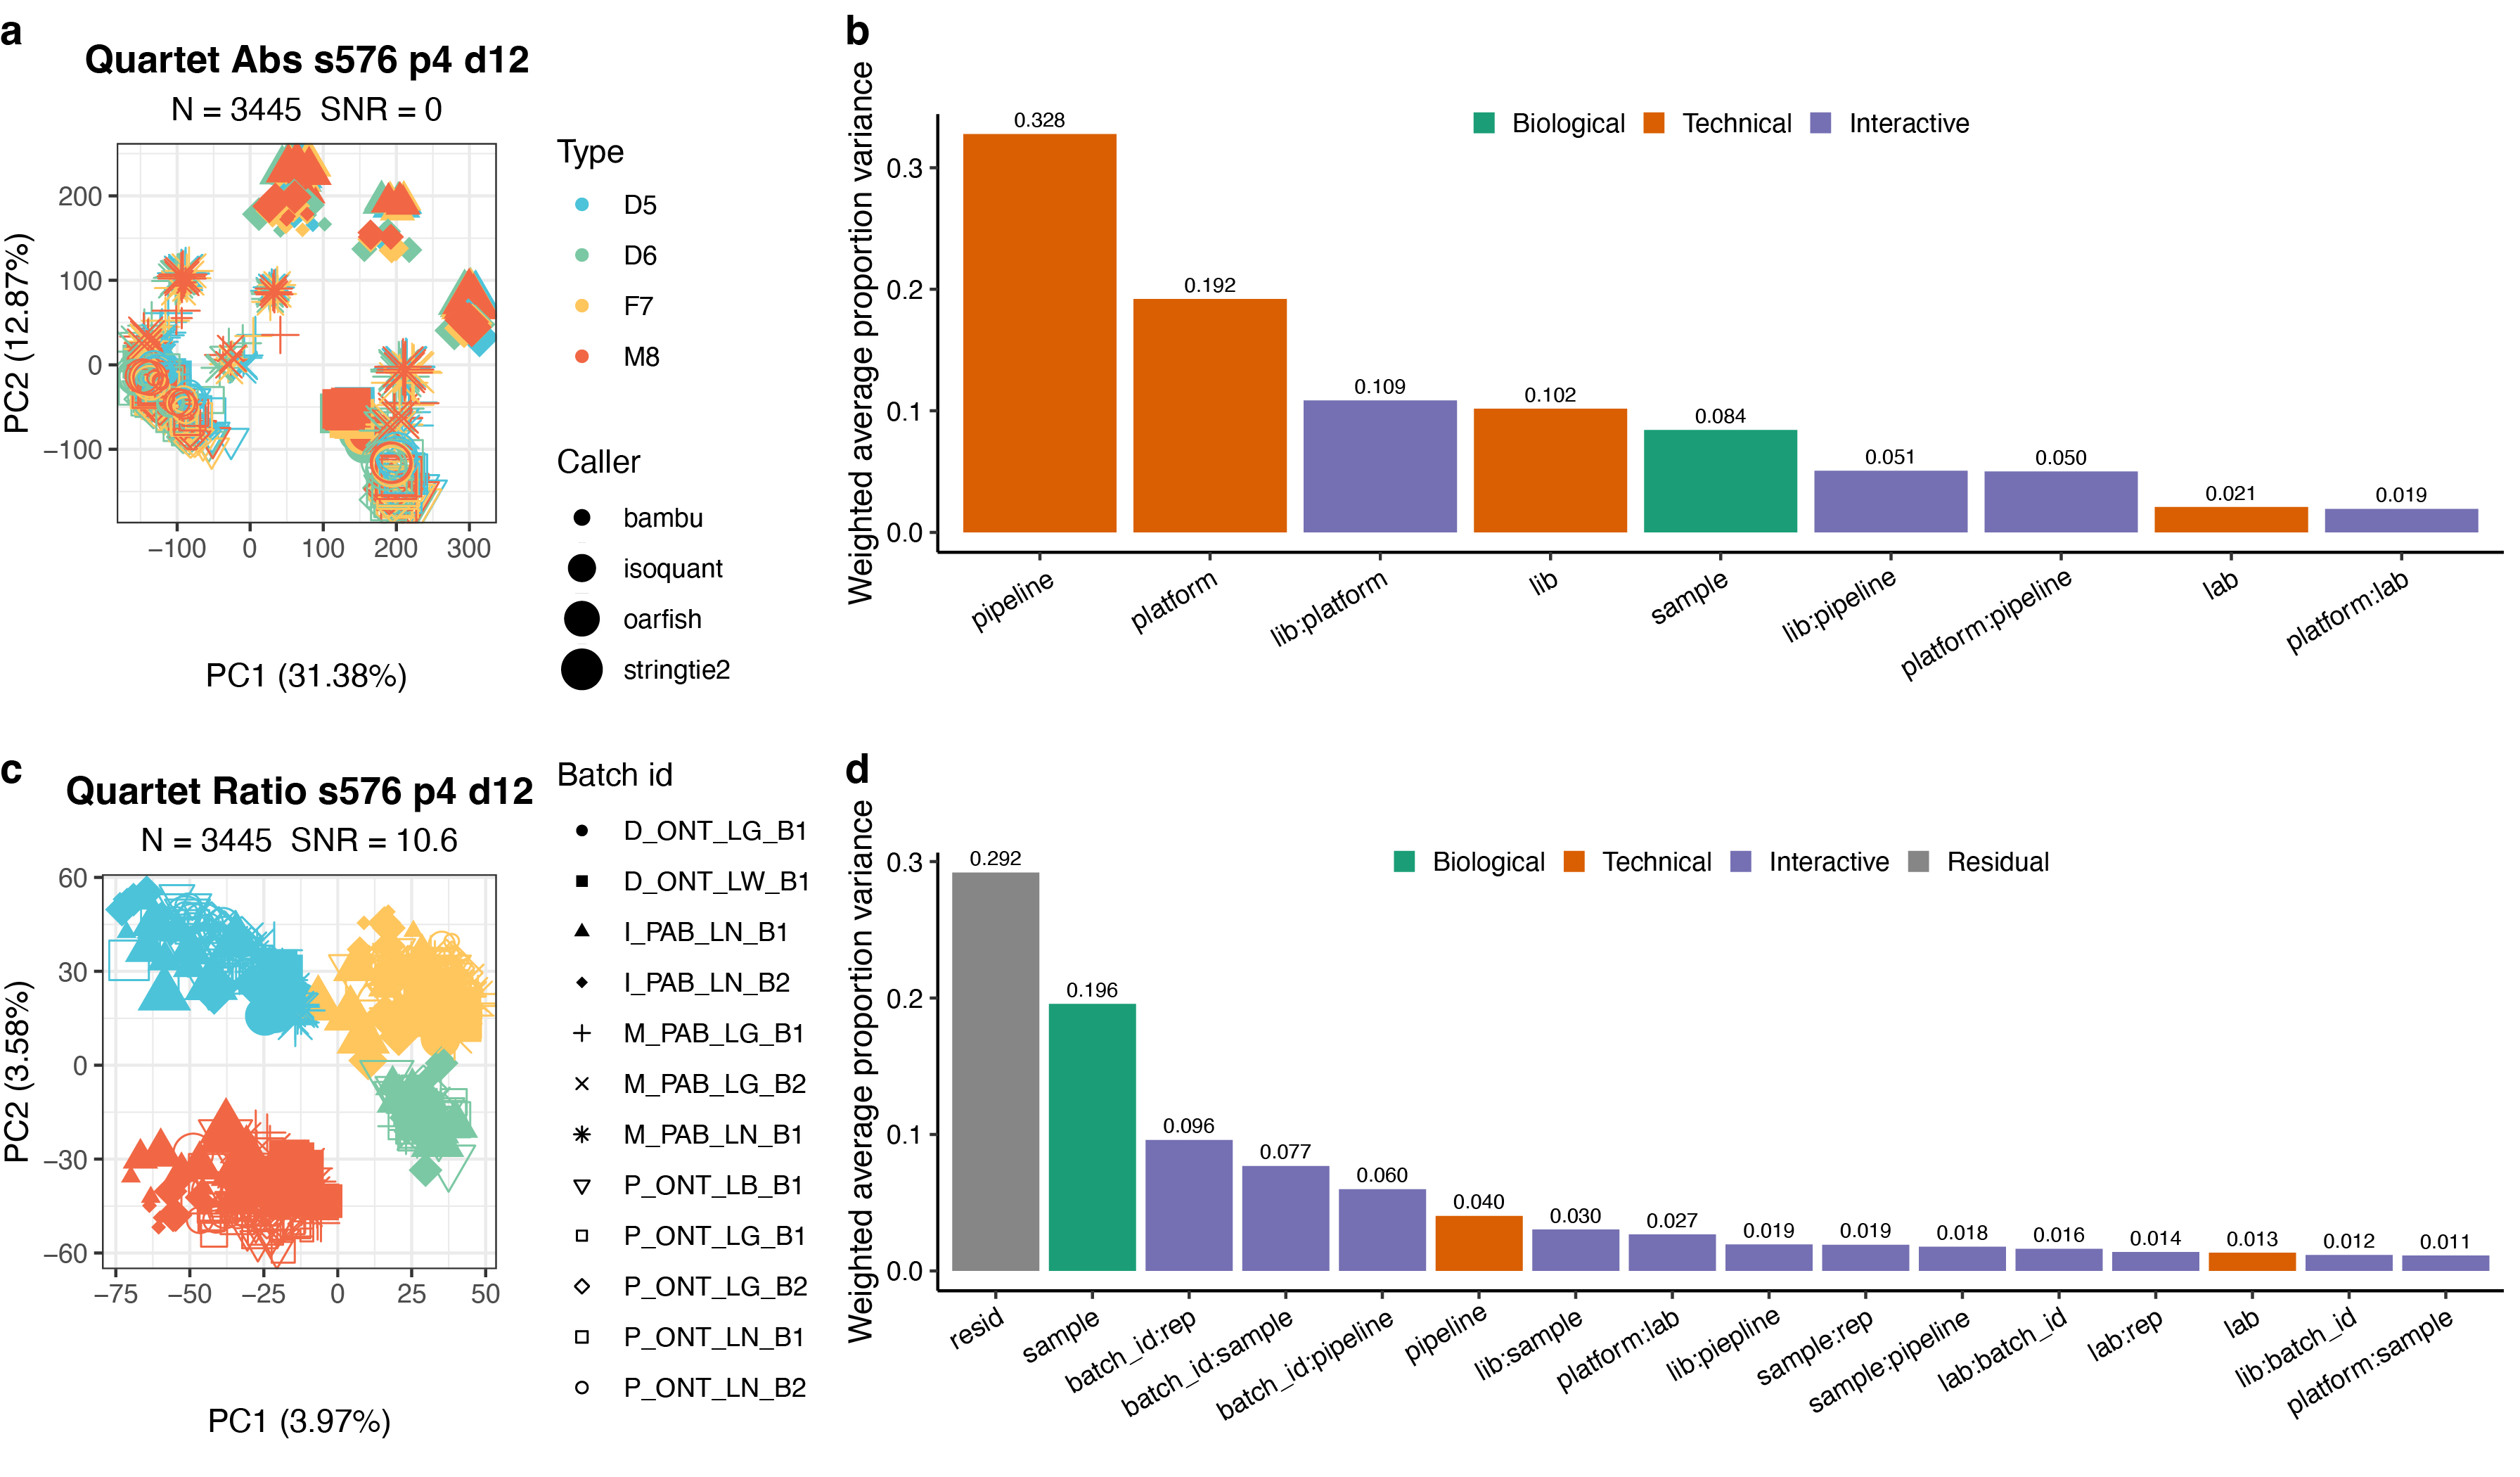 a
Quartet Abs s576 p4 d12
N = 3445 SNR = 0
PC2 (12.87%)
200
100
0
−100
−100 0 100 200 300
PC1 (31.38%)
Type
D5
D6
F7
M8
Caller
bambu
isoquant
oarfish
stringtie2
b
Weighted average proportion variance
Biological Technical Interactive
0.3
0.2
0.1
0.0
0.328
0.192
0.109
0.102
0.084
0.051
0.050
0.021
0.019
pipeline
platform
lib:platform
lib
sample
lib:pipeline
platform:pipeline
lab
platform:lab
c
Quartet Ratio s576 p4 d12
N = 3445 SNR = 10.6
PC2 (3.58%)
60
30
0
−30
−60
−75 −50 −25 0 25 50
PC1 (3.97%)
Batch id
D_ONT_LG_B1
D_ONT_LW_B1
I_PAB_LN_B1
I_PAB_LN_B2
M_PAB_LG_B1
M_PAB_LG_B2
M_PAB_LN_B1
P_ONT_LB_B1
P_ONT_LG_B1
P_ONT_LG_B2
P_ONT_LN_B1
P_ONT_LN_B2
d
Weighted average proportion variance
Biological Technical Interactive Residual
0.3
0.2
0.1
0.0
0.292
0.196
0.096
0.077
0.060
0.040
0.030
0.027
0.019
0.019
0.018
0.016
0.014
0.013
0.012
0.011
resid
sample
batch_id:rep
batch_id:sample
batch_id:pipeline
pipeline
lib:sample
platform:lab
lib:piepline
sample:rep
sample:pipeline
lab:batch_id
lab:rep
lab
lib:batch_id
platform:sample